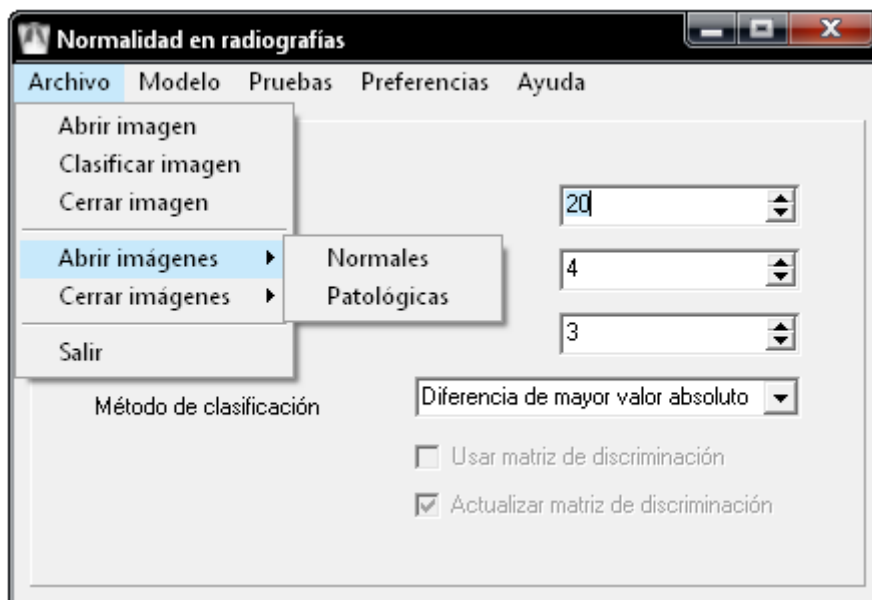 Normalidad en radiografías
Archivo Modelo Pruebas Preferencias Ayuda
Abrir imagen
Clasificar imagen
Cerrar imagen
20
Abrir imágenes Normales
4
Cerrar imágenes Patológicas
3
Salir
Método de clasificación Diferencia de mayor valor absoluto
Usar matriz de discriminación
Actualizar matriz de discriminación